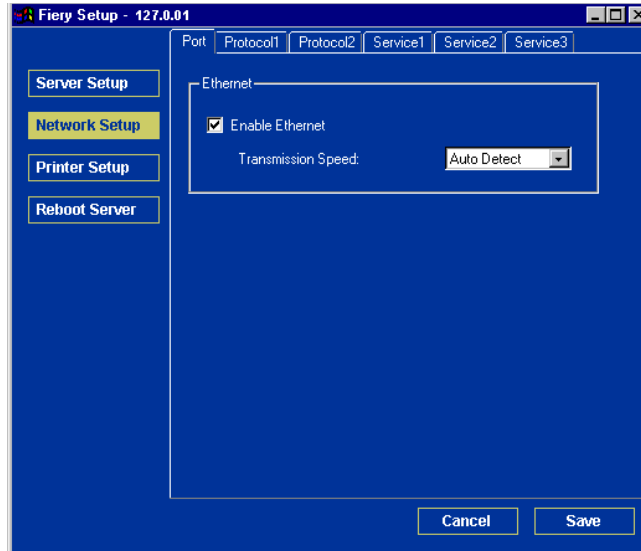 Fiery Setup - 127.0.01
Port Protocol1 Protocol2 Service1 Service2 Service3
Server Setup
Network Setup
Printer Setup
Reboot Server
Ethernet
Enable Ethernet
Transmission Speed: Auto Detect
Cancel Save